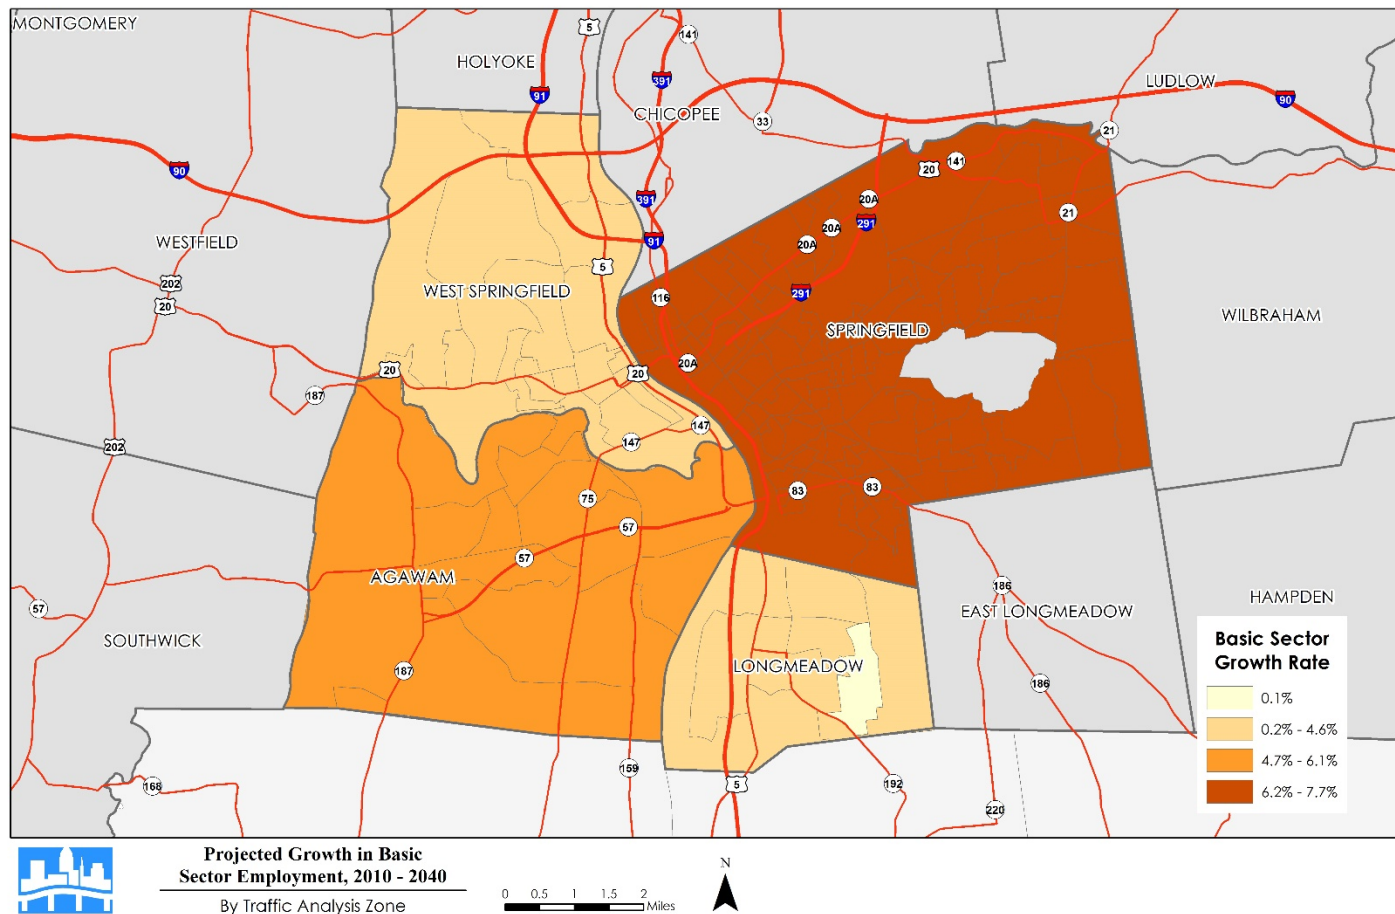 MONTGOMERY
5
141
HOLYOKE
391
LUDLOW
91
90
CHICOPEE
33
21
141
20
90
391
20A
21
20A
291
WESTFIELD
91
20A
5
202
WEST SPRINGFIELD
291
116
20
SPRINGFIELD
WILBRAHAM
20A
20
20
187
147
147
202
83
83
75
57
57
AGAWAM
186
HAMPDEN
57
EAST LONGMEADOW
SOUTHWICK
LONGMEADOW
187
186
159
168
5
192
220
Basic Sector
Growth Rate
0.1%
0.2% - 4.6%
4.7% - 6.1%
6.2% - 7.7%
Projected Growth in Basic
Sector Employment, 2010 - 2040
By Traffic Analysis Zone
0 0.5 1 1.5 2
Miles
N